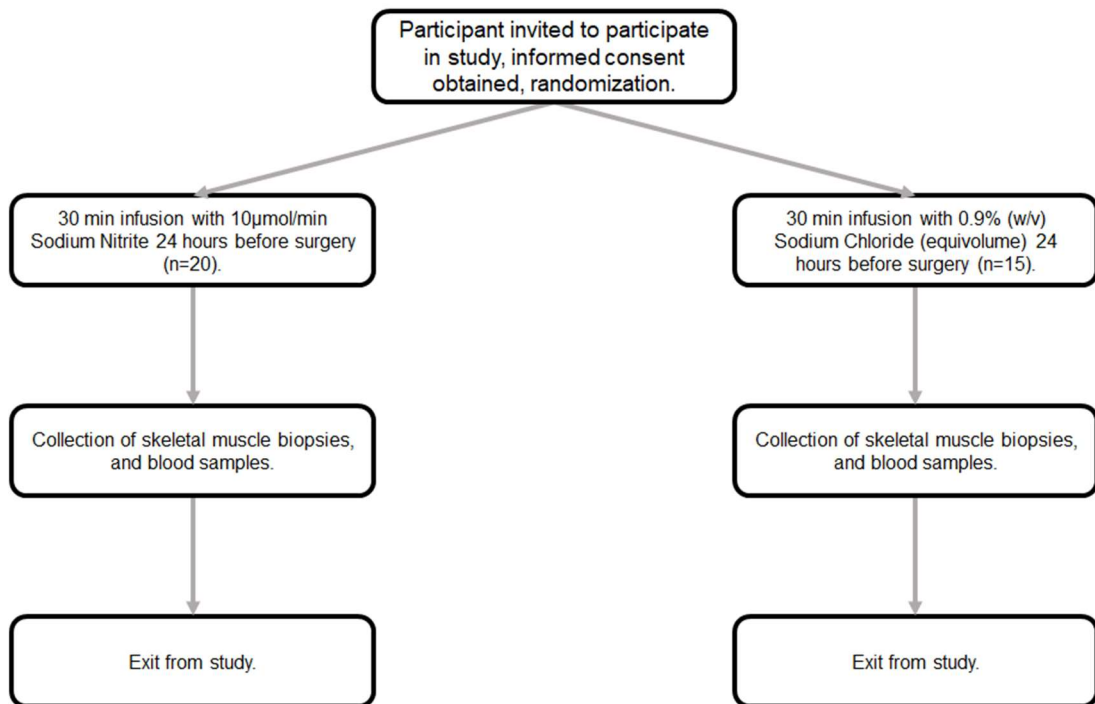 Participant invited to participate
in study, informed consent
obtained, randomization.
30 min infusion with 10μmol/min
Sodium Nitrite 24 hours before surgery
(n=20).
30 min infusion with 0.9% (w/v)
Sodium Chloride (equivolume) 24
hours before surgery (n=15).
Collection of skeletal muscle biopsies,
and blood samples.
Collection of skeletal muscle biopsies,
and blood samples.
Exit from study.
Exit from study.